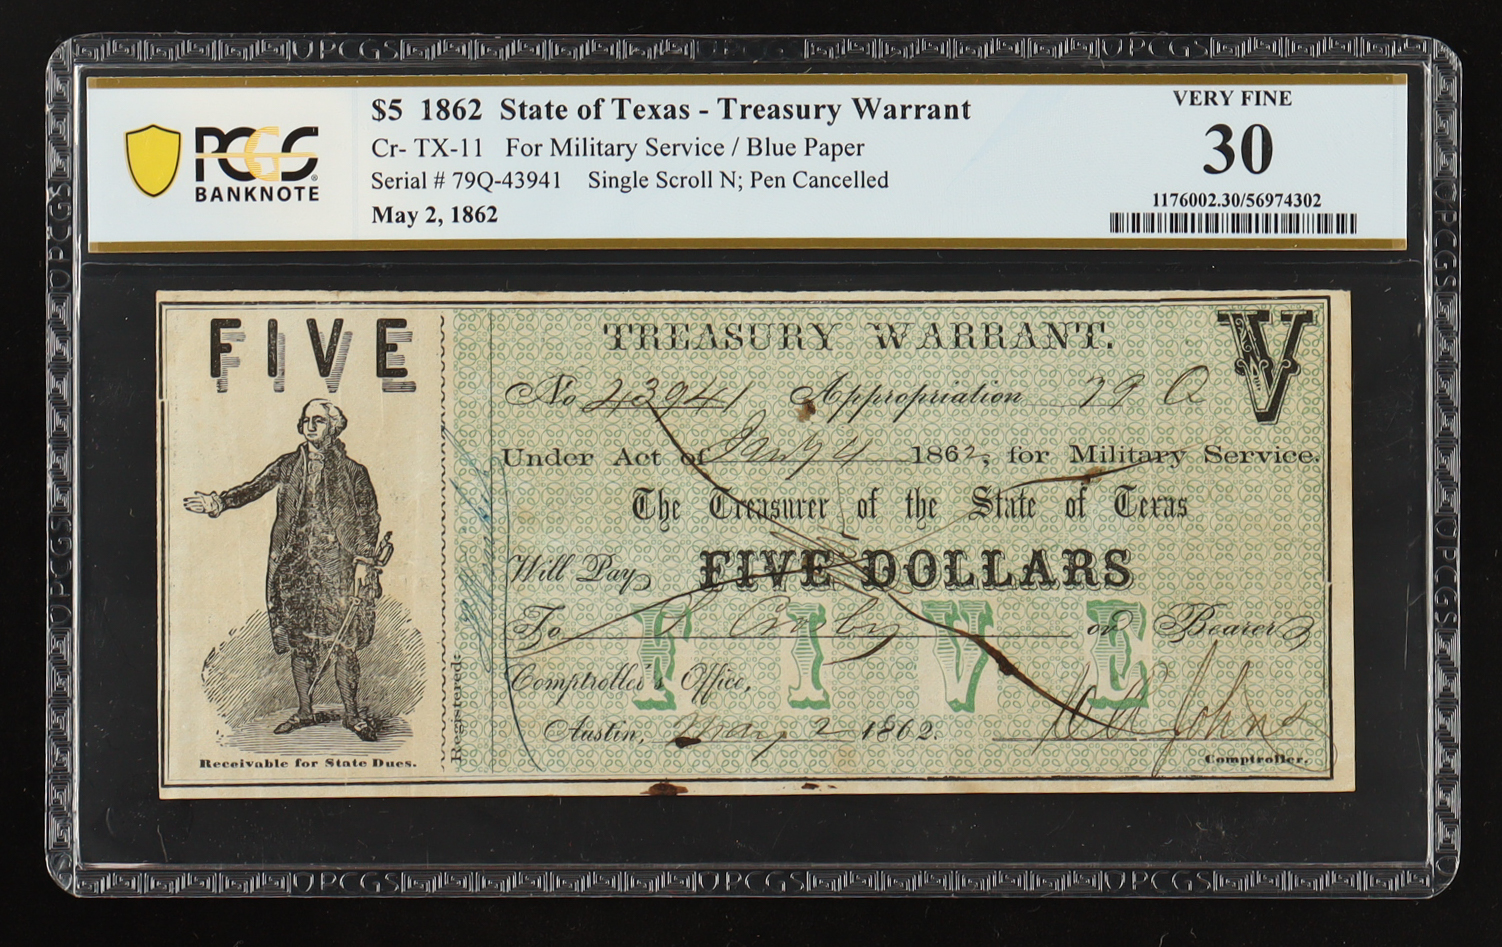 PCGS BANKNOTE
$5 1862 State of Texas - Treasury Warrant
Cr- TX-11 For Military Service / Blue Paper
Serial # 79Q-43941 Single Scroll N; Pen Cancelled
May 2, 1862
VERY FINE
30
1176002.30/56974302
FIVE
TREASURY WARRANT.
V
No 43941 Appropriation 79 Q
Under Act of Jany 4 1862, for Military Service.
The Treasurer of the State of Texas
Will Pay FIVE DOLLARS
To or Bearer
FIVE
Comptroller's Office,
Austin, May 2 1862.
Johns
Comptroller.
Registered:
Receivable for State Dues.